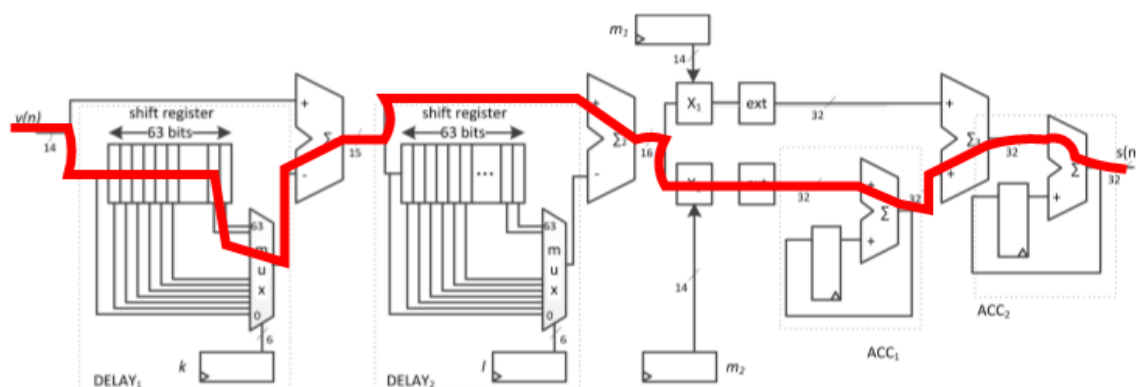 v(n)
14
shift register
63 bits
63
m
u
x
0
6
k
DELAY₁
+
-
Σ
15
shift register
63 bits
...
63
m
u
x
0
6
l
DELAY₂
+
-
Σ₂
16
m₁
14
X₁
ext
32
14
m₂
32
+
+
Σ
32
ACC₁
+
+
Σ₃
32
+
Σ
ACC₂
s(n
32